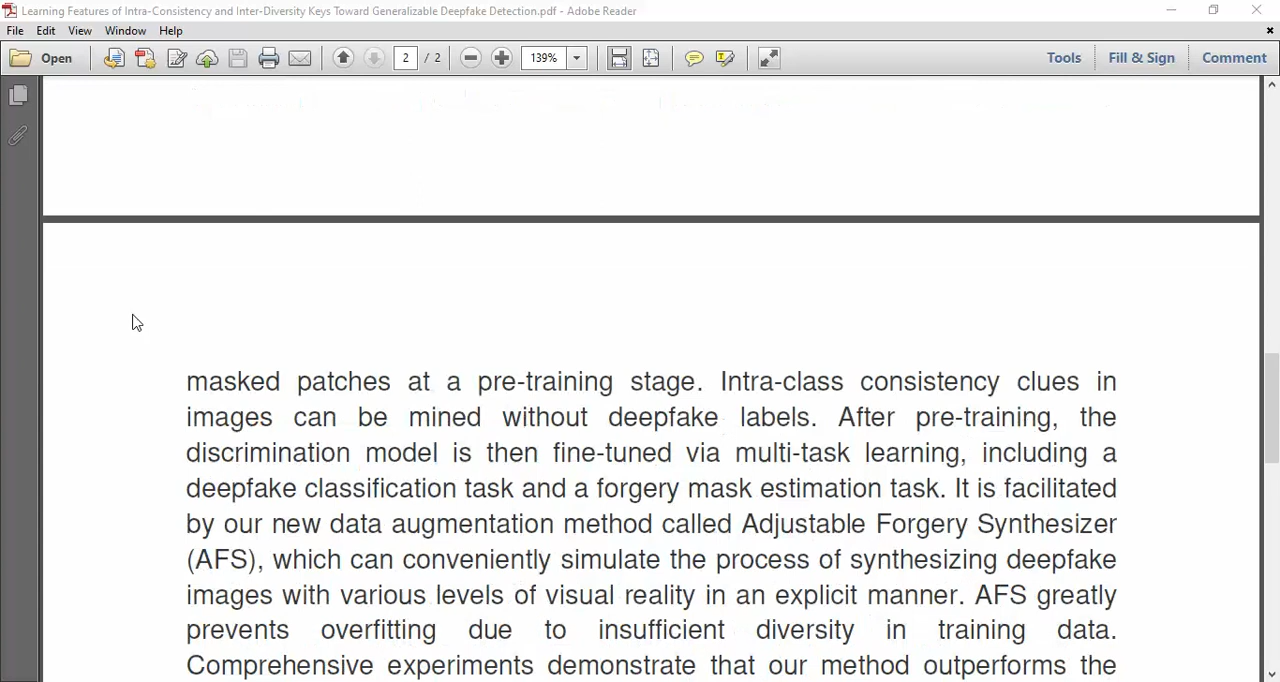 Learning Features of Intra-Consistency and Inter-Diversity Keys Toward Generalizable Deepfake Detection.pdf - Adobe Reader
File Edit View Window Help
Open 2 / 2 139% Tools Fill & Sign Comment
masked patches at a pre-training stage. Intra-class consistency clues in
images can be mined without deepfake labels. After pre-training, the
discrimination model is then fine-tuned via multi-task learning, including a
deepfake classification task and a forgery mask estimation task. It is facilitated
by our new data augmentation method called Adjustable Forgery Synthesizer
(AFS), which can conveniently simulate the process of synthesizing deepfake
images with various levels of visual reality in an explicit manner. AFS greatly
prevents overfitting due to insufficient diversity in training data.
Comprehensive experiments demonstrate that our method outperforms the